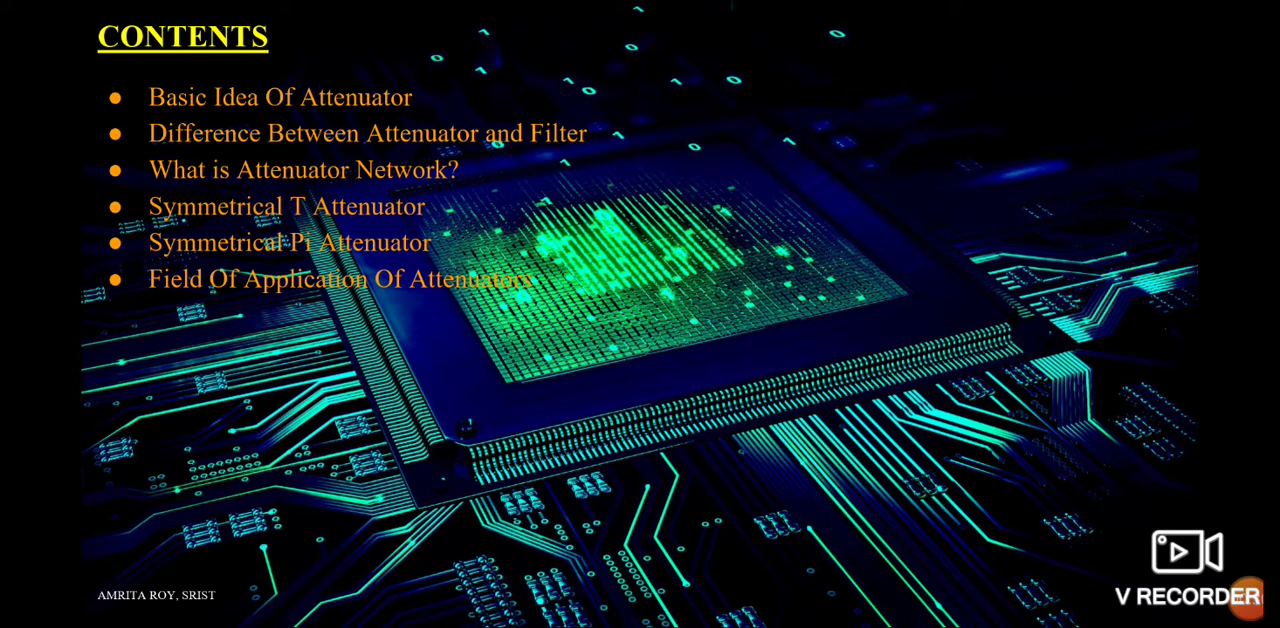 CONTENTS
● Basic Idea Of Attenuator
● Difference Between Attenuator and Filter
● What is Attenuator Network?
● Symmetrical T Attenuator
● Symmetrical Pi Attenuator
● Field Of Application Of Attenuators
AMRITA ROY, SRIST
V RECORDER